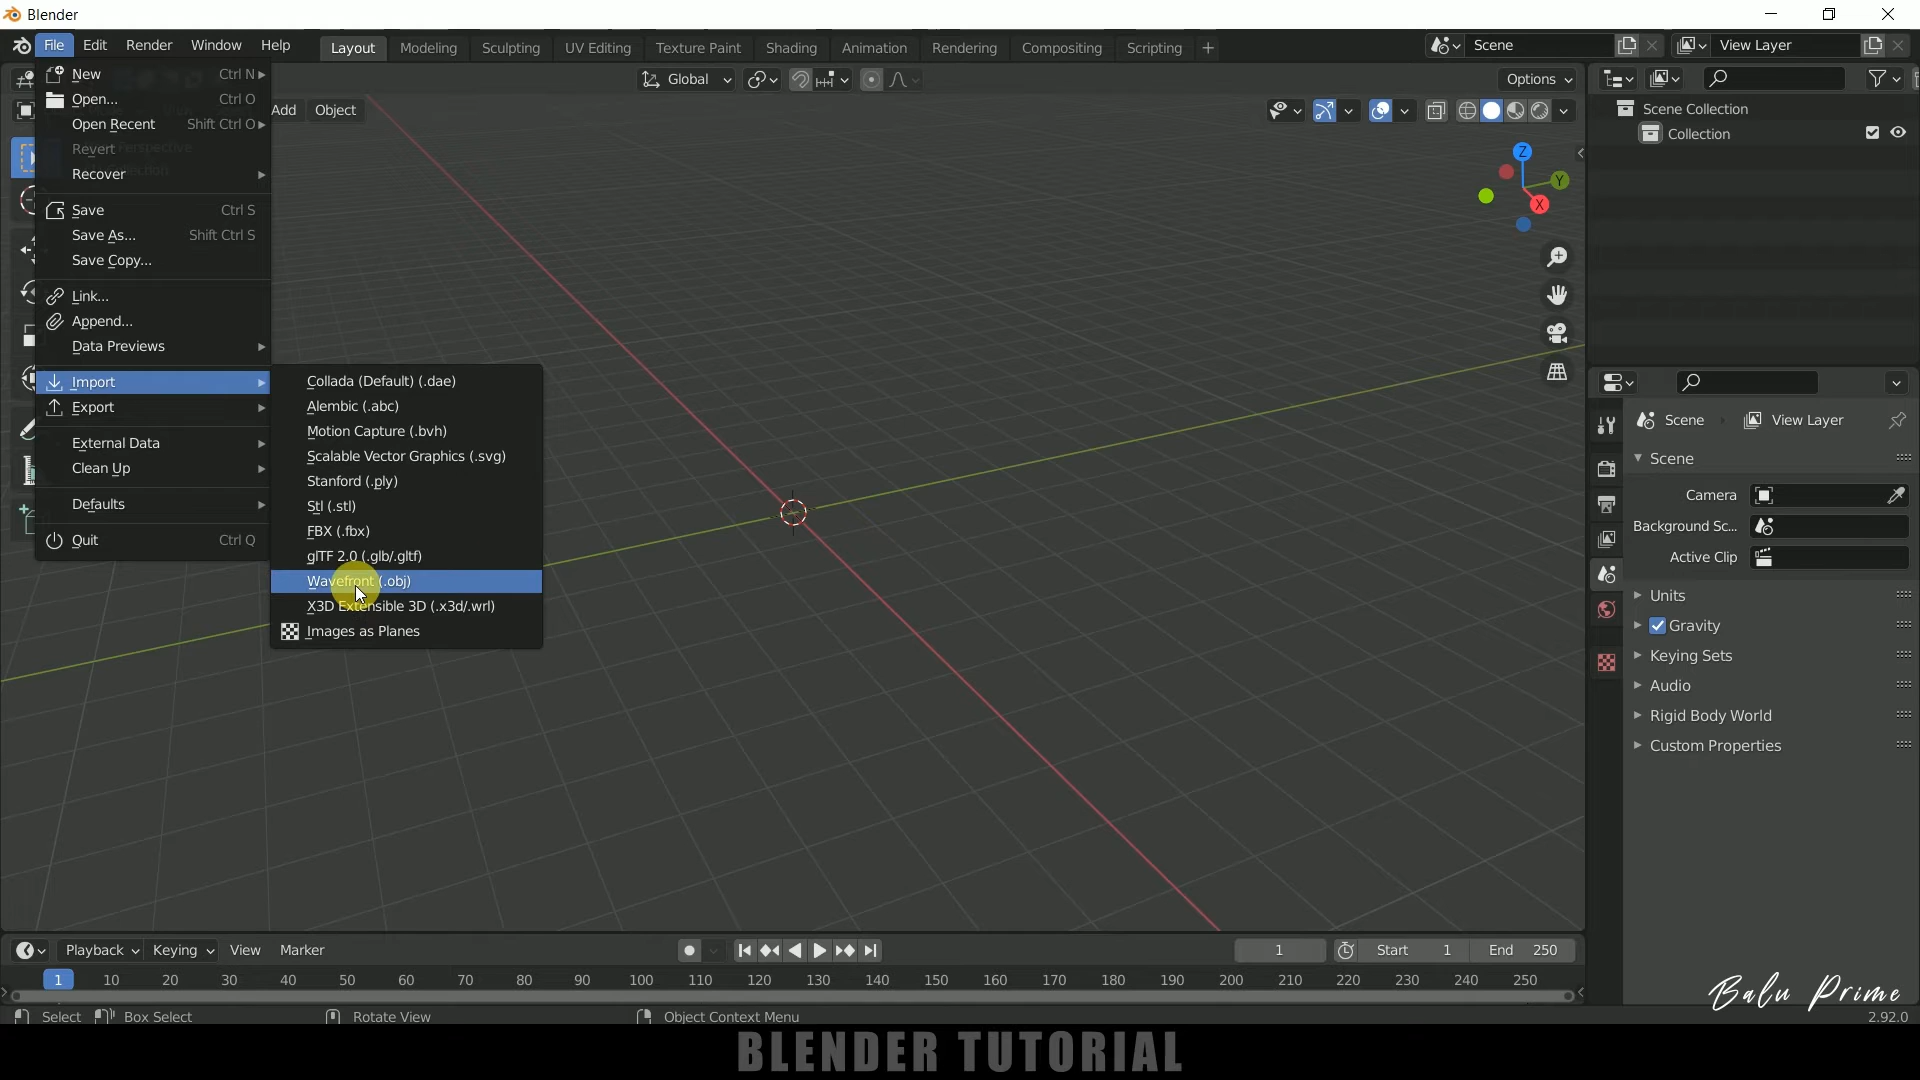 Blender
File Edit Render Window Help Layout Modeling Sculpting UV Editing Texture Paint Shading Animation Rendering Compositing Scripting + Scene View Layer
New Ctrl N
Open... Ctrl O
Open Recent Shift Ctrl O
Revert
Recover
Save Ctrl S
Save As... Shift Ctrl S
Save Copy...
Link...
Append...
Data Previews
Import
Export
External Data
Clean Up
Defaults
Quit Ctrl Q
Collada (Default) (.dae)
Alembic (.abc)
Motion Capture (.bvh)
Scalable Vector Graphics (.svg)
Stanford (.ply)
Stl (.stl)
FBX (.fbx)
glTF 2.0 (.glb/.gltf)
Wavefront (.obj)
X3D Extensible 3D (.x3d/.wrl)
Images as Planes
Global Options
Add Object
Z
Y
X
Scene Collection
Collection
Scene View Layer
Scene
Camera
Background Sc...
Active Clip
Units
Gravity
Keying Sets
Audio
Rigid Body World
Custom Properties
Playback Keying View Marker 1 Start 1 End 250
1 10 20 30 40 50 60 70 80 90 100 110 120 130 140 150 160 170 180 190 200 210 220 230 240 250
Balu Prime
Select Box Select Rotate View Object Context Menu 2.92.0
BLENDER TUTORIAL